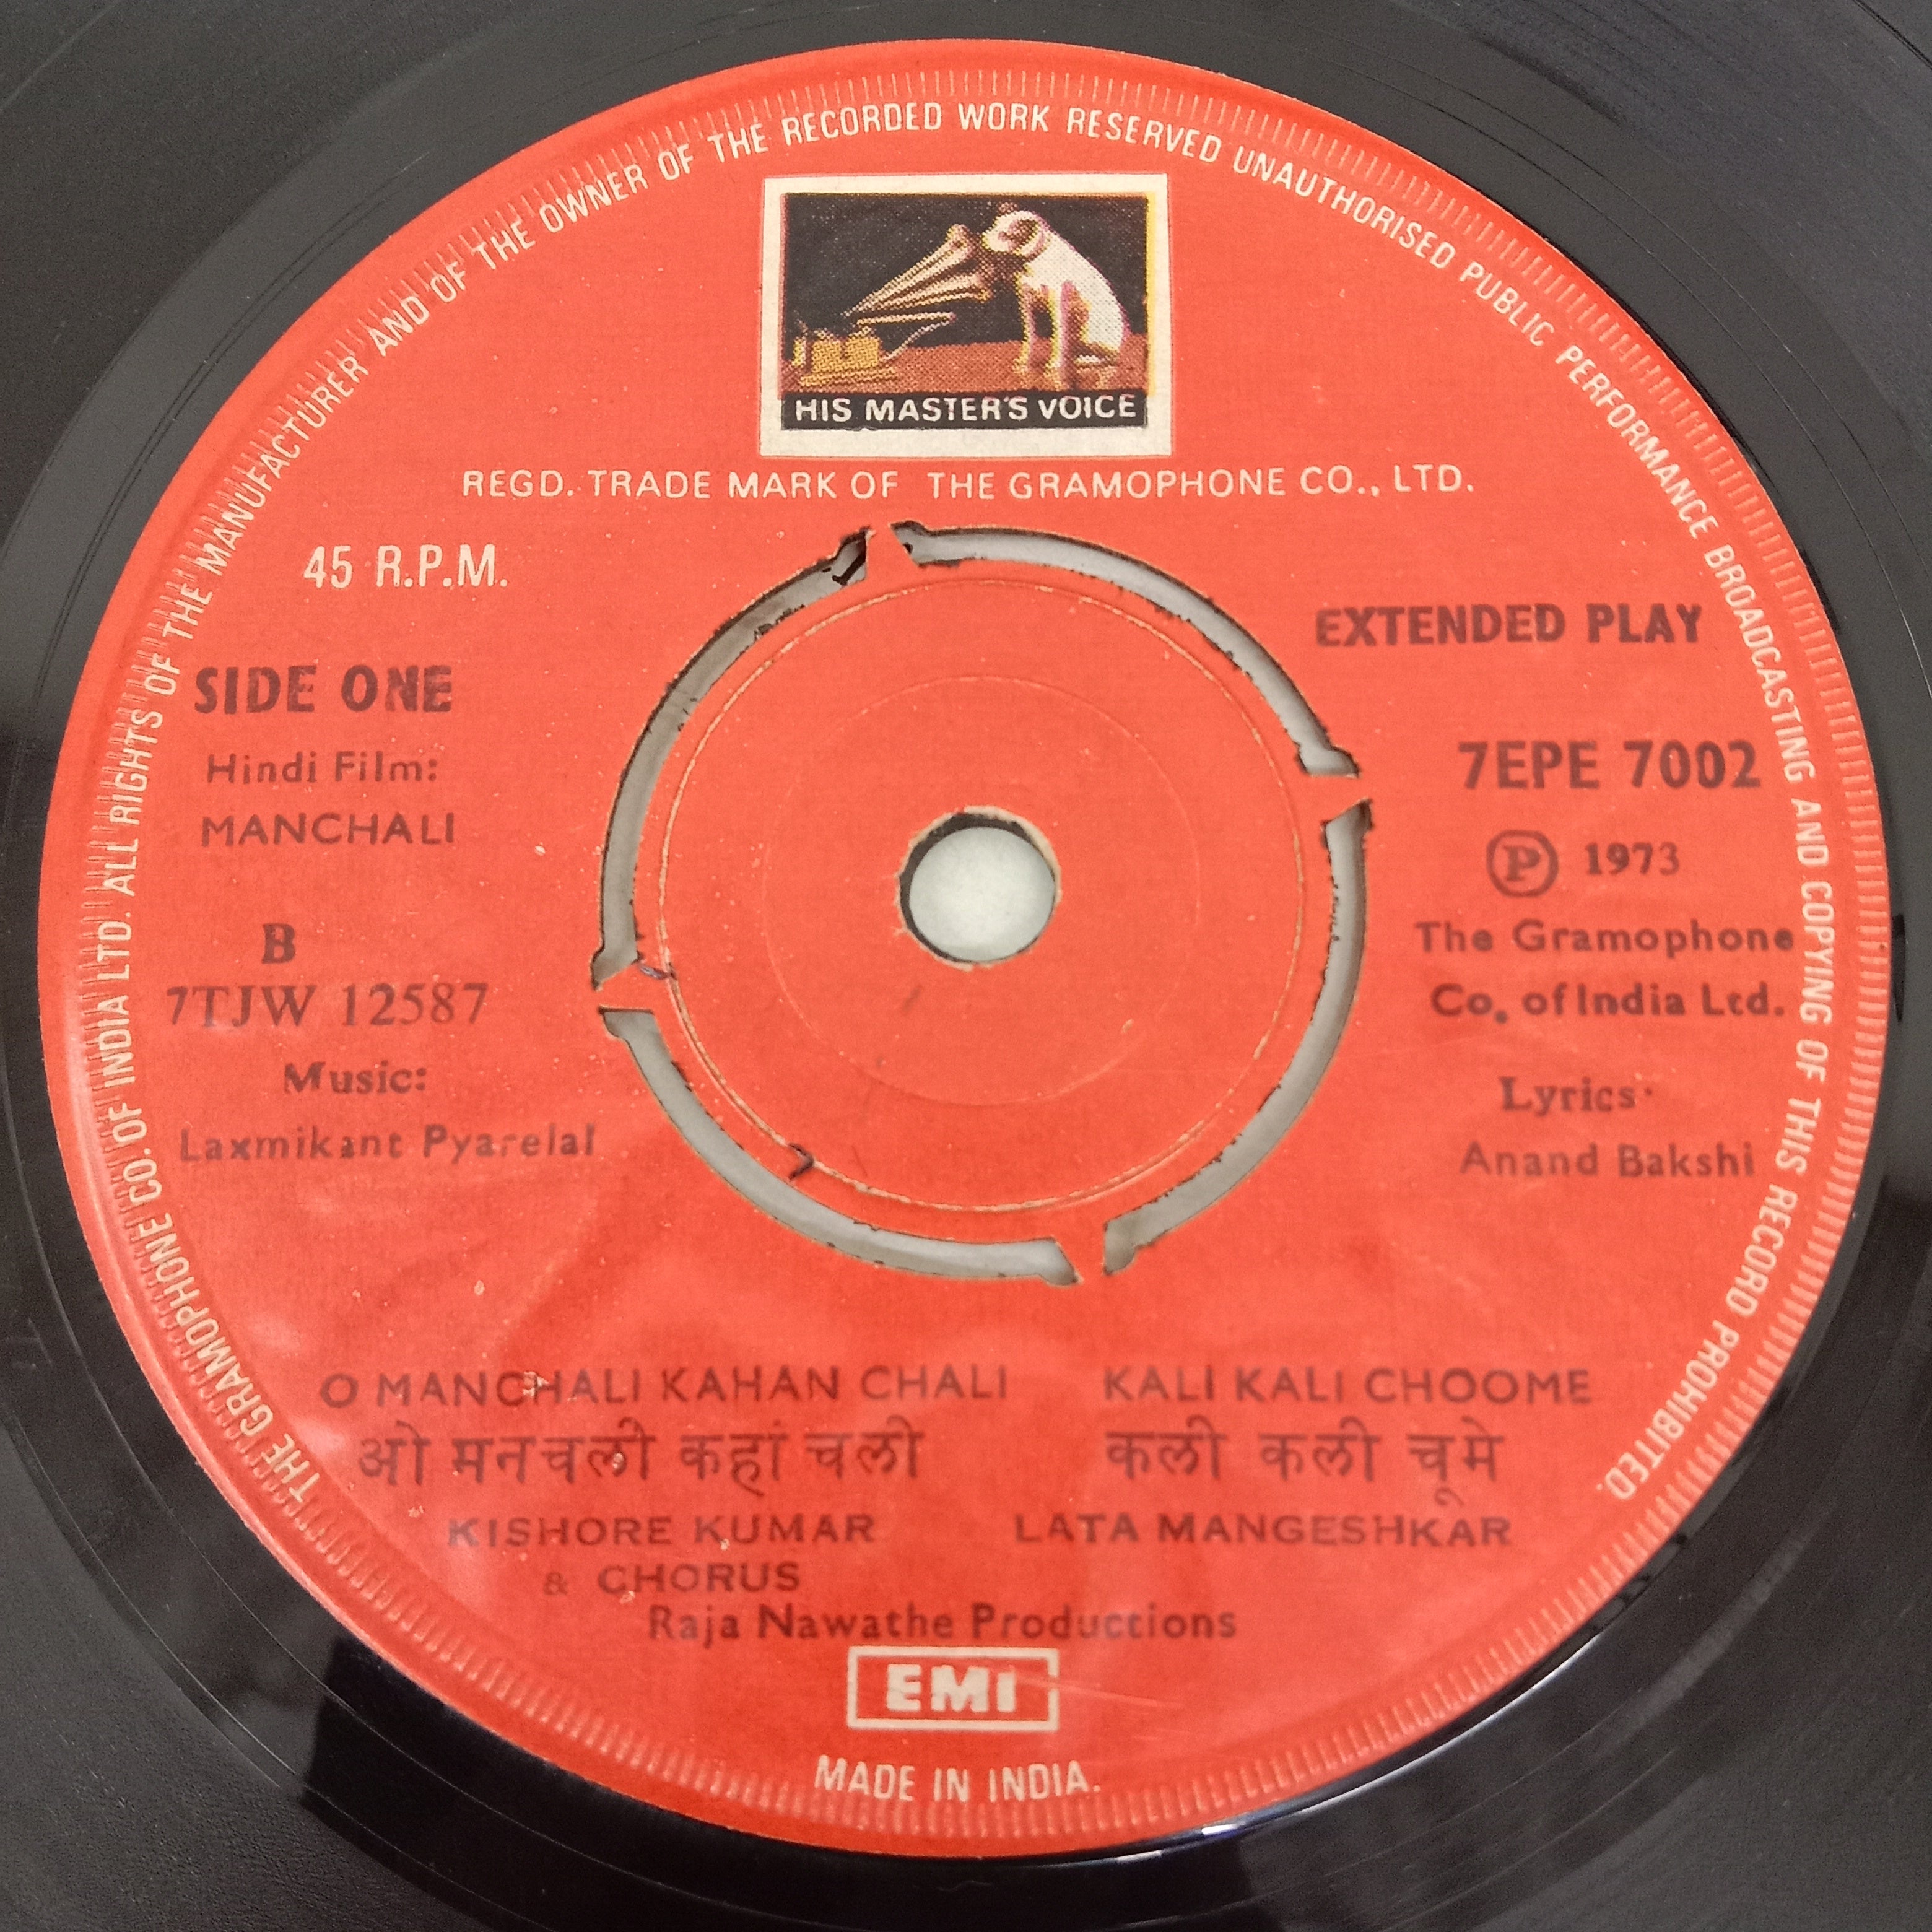 THE GRAMOPHONE CO. OF INDIA LTD. ALL RIGHTS OF THE MANUFACTURER AND OF THE OWNER OF THE RECORDED WORK RESERVED UNAUTHORISED PUBLIC PERFORMANCE BROADCASTING AND COPYING OF THIS RECORD PROHIBITED.
HIS MASTER'S VOICE
REGD. TRADE MARK OF THE GRAMOPHONE CO., LTD.
45 R.P.M.
SIDE ONE
Hindi Film:
MANCHALI
B
7TJW 12587
Music:
Laxmikant Pyarelal
EXTENDED PLAY
7EPE 7002
Ⓟ 1973
The Gramophone
Co. of India Ltd.
Lyrics:
Anand Bakshi
O MANCHALI KAHAN CHALI
ओ मनचली कहां चली
KISHORE KUMAR
& CHORUS
KALI KALI CHOOME
कली कली चूमे
LATA MANGESHKAR
Raja Nawathe Productions
EMI
MADE IN INDIA.